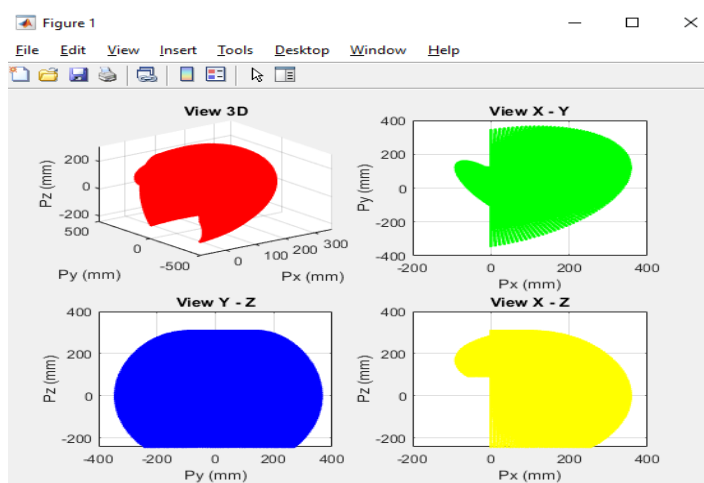 Figure 1
File Edit View Insert Tools Desktop Window Help
View 3D
200
0
-200
Pz (mm)
500
0
-500
Py (mm)
0 100 200 300
Px (mm)
View X - Y
400
200
0
-200
-400
Py (mm)
-200 0 200 400
Px (mm)
View Y - Z
400
200
0
-200
Pz (mm)
-400 -200 0 200 400
Py (mm)
View X - Z
400
200
0
-200
Pz (mm)
-200 0 200 400
Px (mm)